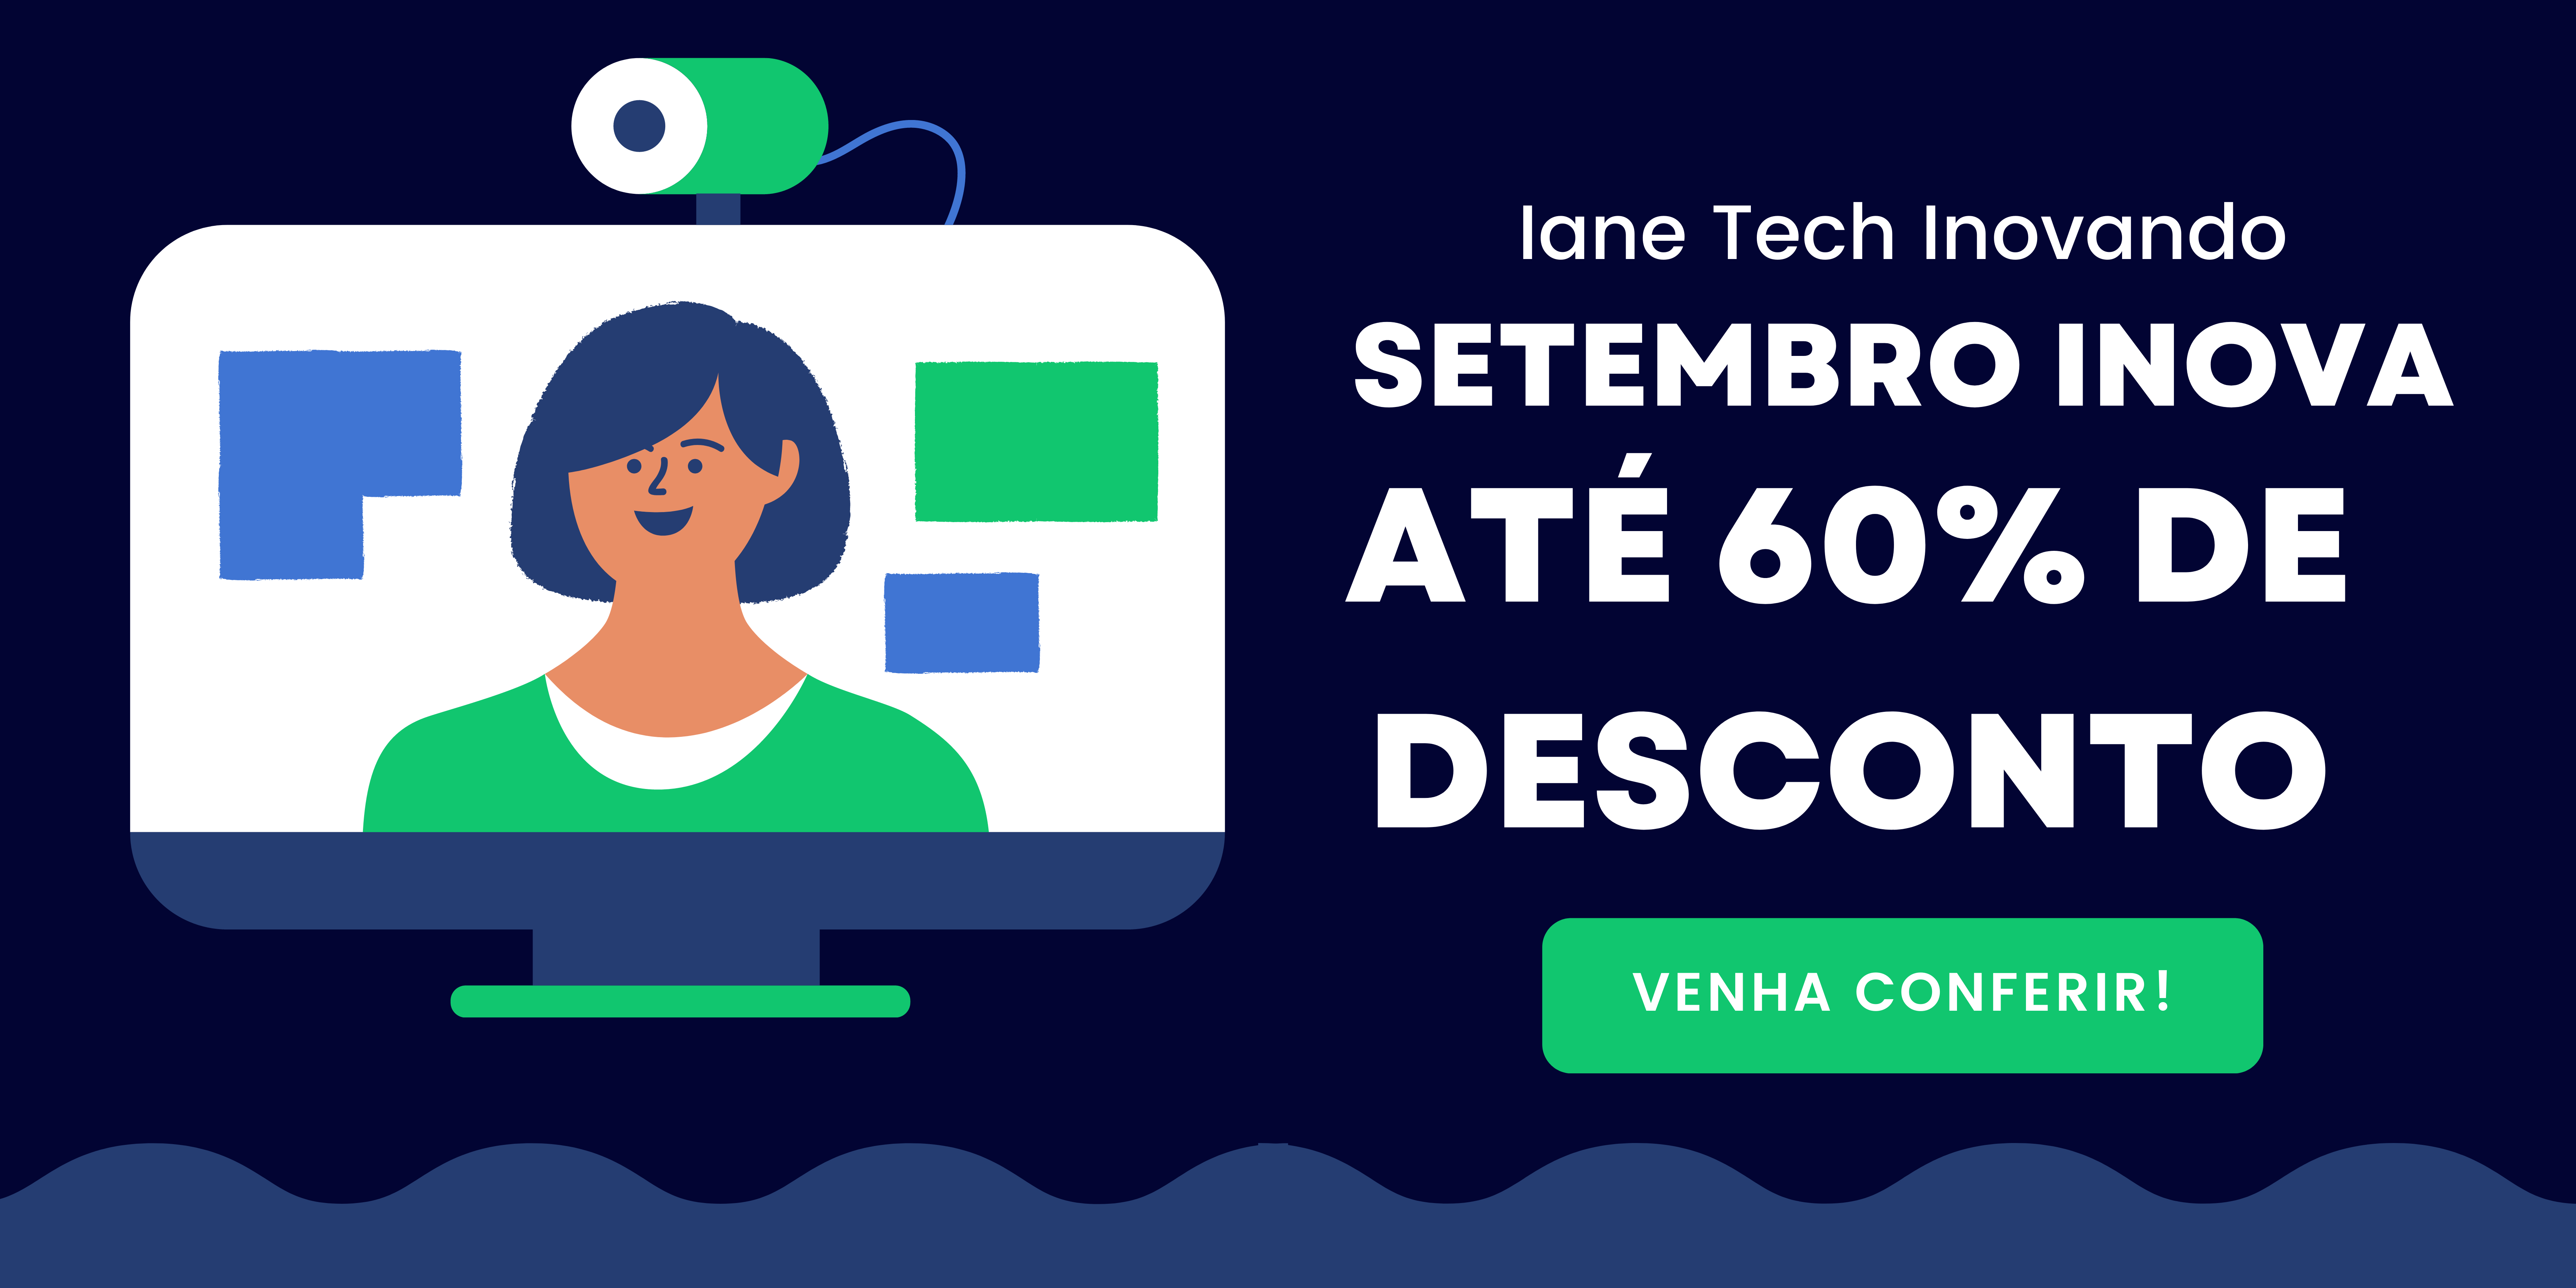 Iane Tech Inovando
SETEMBRO INOVA
ATÉ 60% DE
DESCONTO
VENHA CONFERIR!